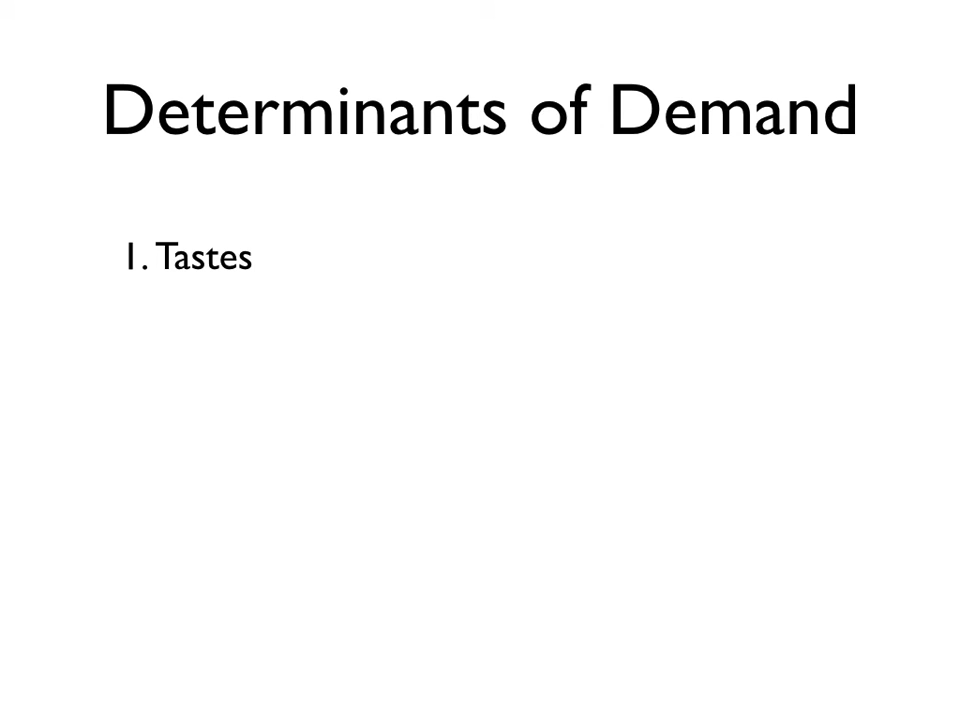 Determinants of Demand
1. Tastes